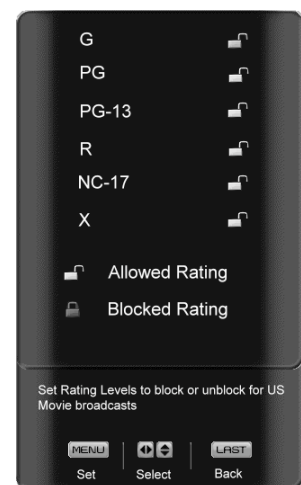 G
PG
PG-13
R
NC-17
X
Allowed Rating
Blocked Rating
Set Rating Levels to block or unblock for US
Movie broadcasts
MENU LAST
Set Select Back